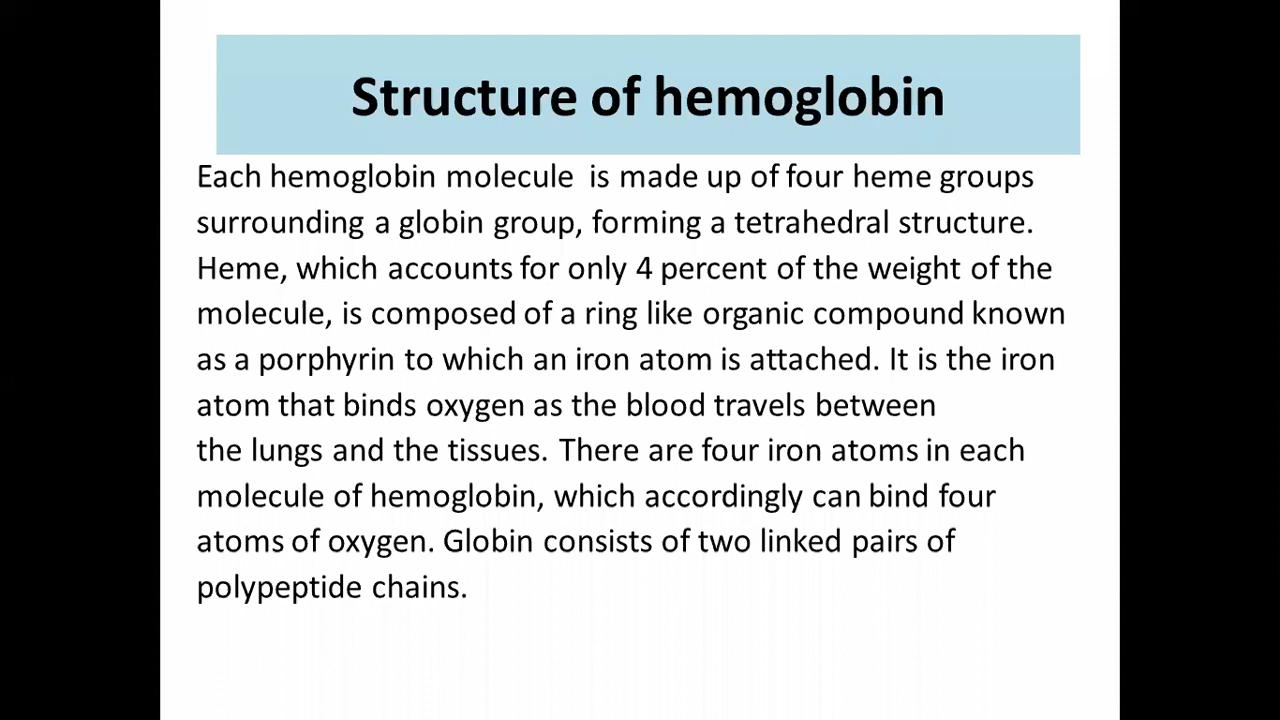 Structure of hemoglobin
Each hemoglobin molecule  is made up of four heme groups
surrounding a globin group, forming a tetrahedral structure.
Heme, which accounts for only 4 percent of the weight of the
molecule, is composed of a ring like organic compound known
as a porphyrin to which an iron atom is attached. It is the iron
atom that binds oxygen as the blood travels between
the lungs and the tissues. There are four iron atoms in each
molecule of hemoglobin, which accordingly can bind four
atoms of oxygen. Globin consists of two linked pairs of
polypeptide chains.